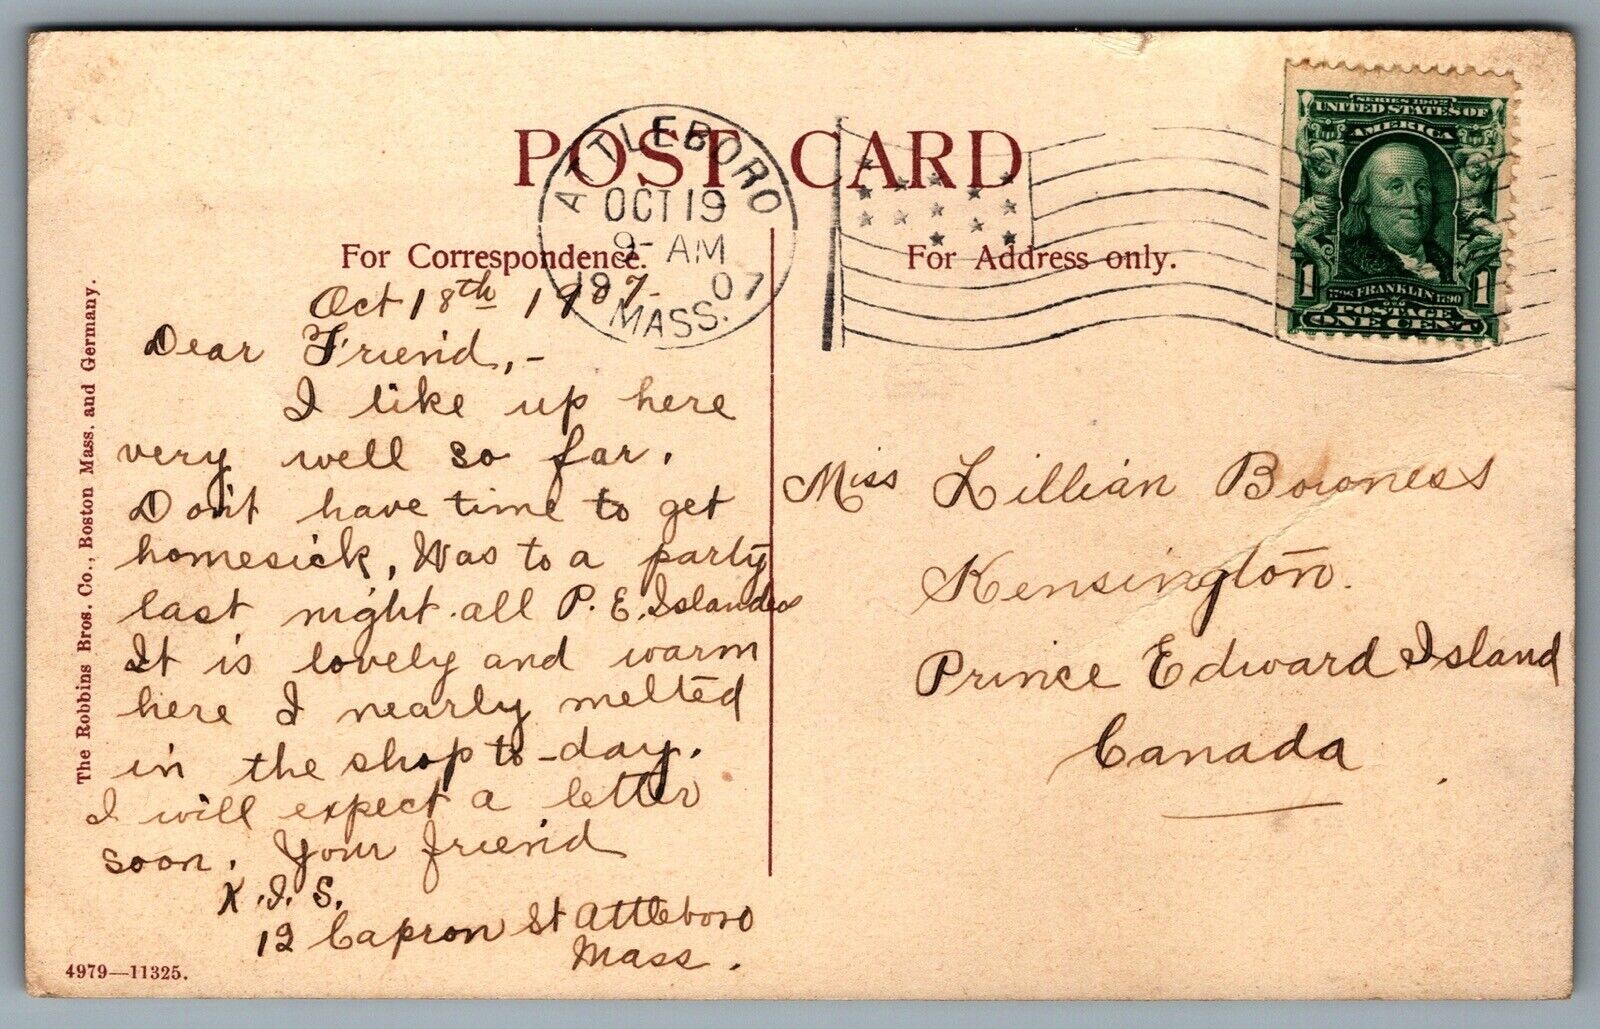 POST CARD
For Correspondence.
For Address only.
ATTLEBORO
OCT 19
9- AM
1907
MASS.
SERIES 1902
UNITED STATES OF
AMERICA
1 1
FRANKLIN 1790
POSTAGE
ONE CENT
Oct 18th 1907-
Dear Friend,-
I like up here
very well so far.
Don't have time to get
homesick, Was to a party
last night all P. E. Islanders
It is lovely and warm
here I nearly melted
in the shop to-day.
I will expect a letter
soon. Your friend
K.I.S.
12 Capron St Attleboro
Mass.
Miss Lillian Bowness
Kensington.
Prince Edward Island
Canada
The Robbins Bros. Co., Boston Mass. and Germany.
4979—11325.